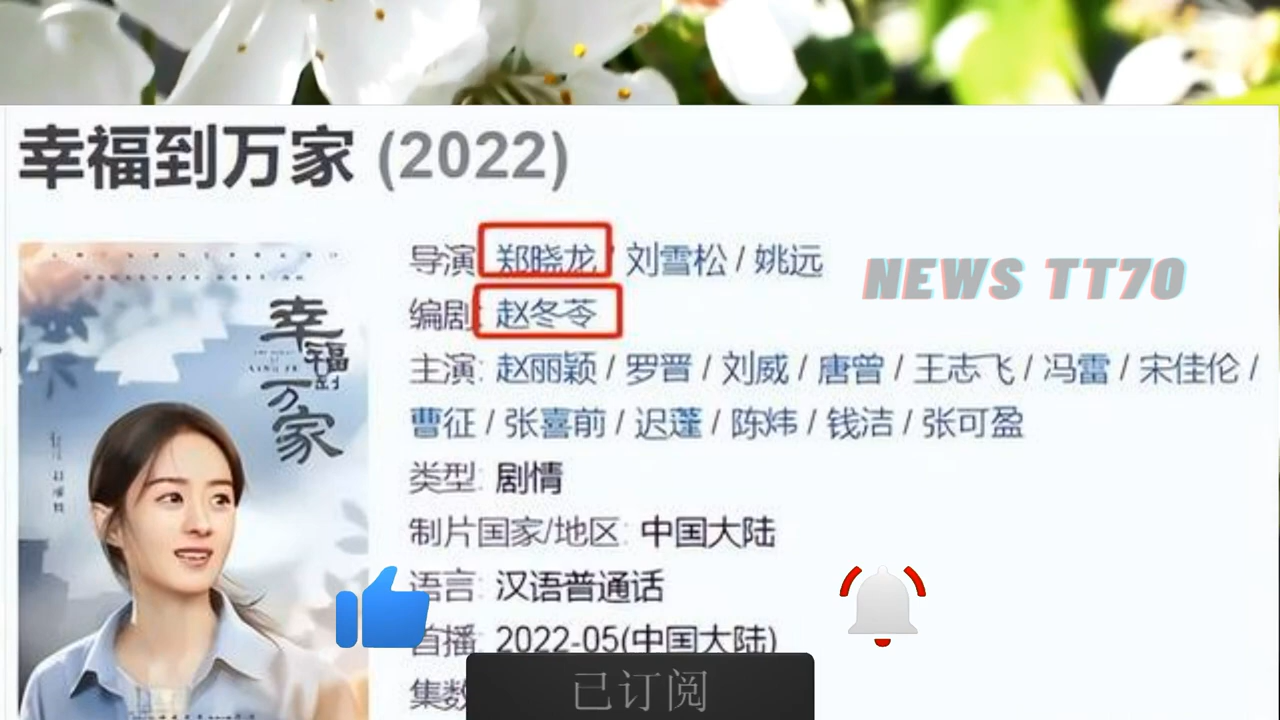 幸福到万家 (2022)
导演 郑晓龙 / 刘雪松 / 姚远
NEWS TT70
编剧: 赵冬苓
主演: 赵丽颖 / 罗晋 / 刘威 / 唐曾 / 王志飞 / 冯雷 / 宋佳伦 /
曹征 / 张喜前 / 迟蓬 / 陈炜 / 钱洁 / 张可盈
类型: 剧情
制片国家/地区: 中国大陆
语言: 汉语普通话
首播: 2022-05(中国大陆)
集数
已订阅
幸福到万家